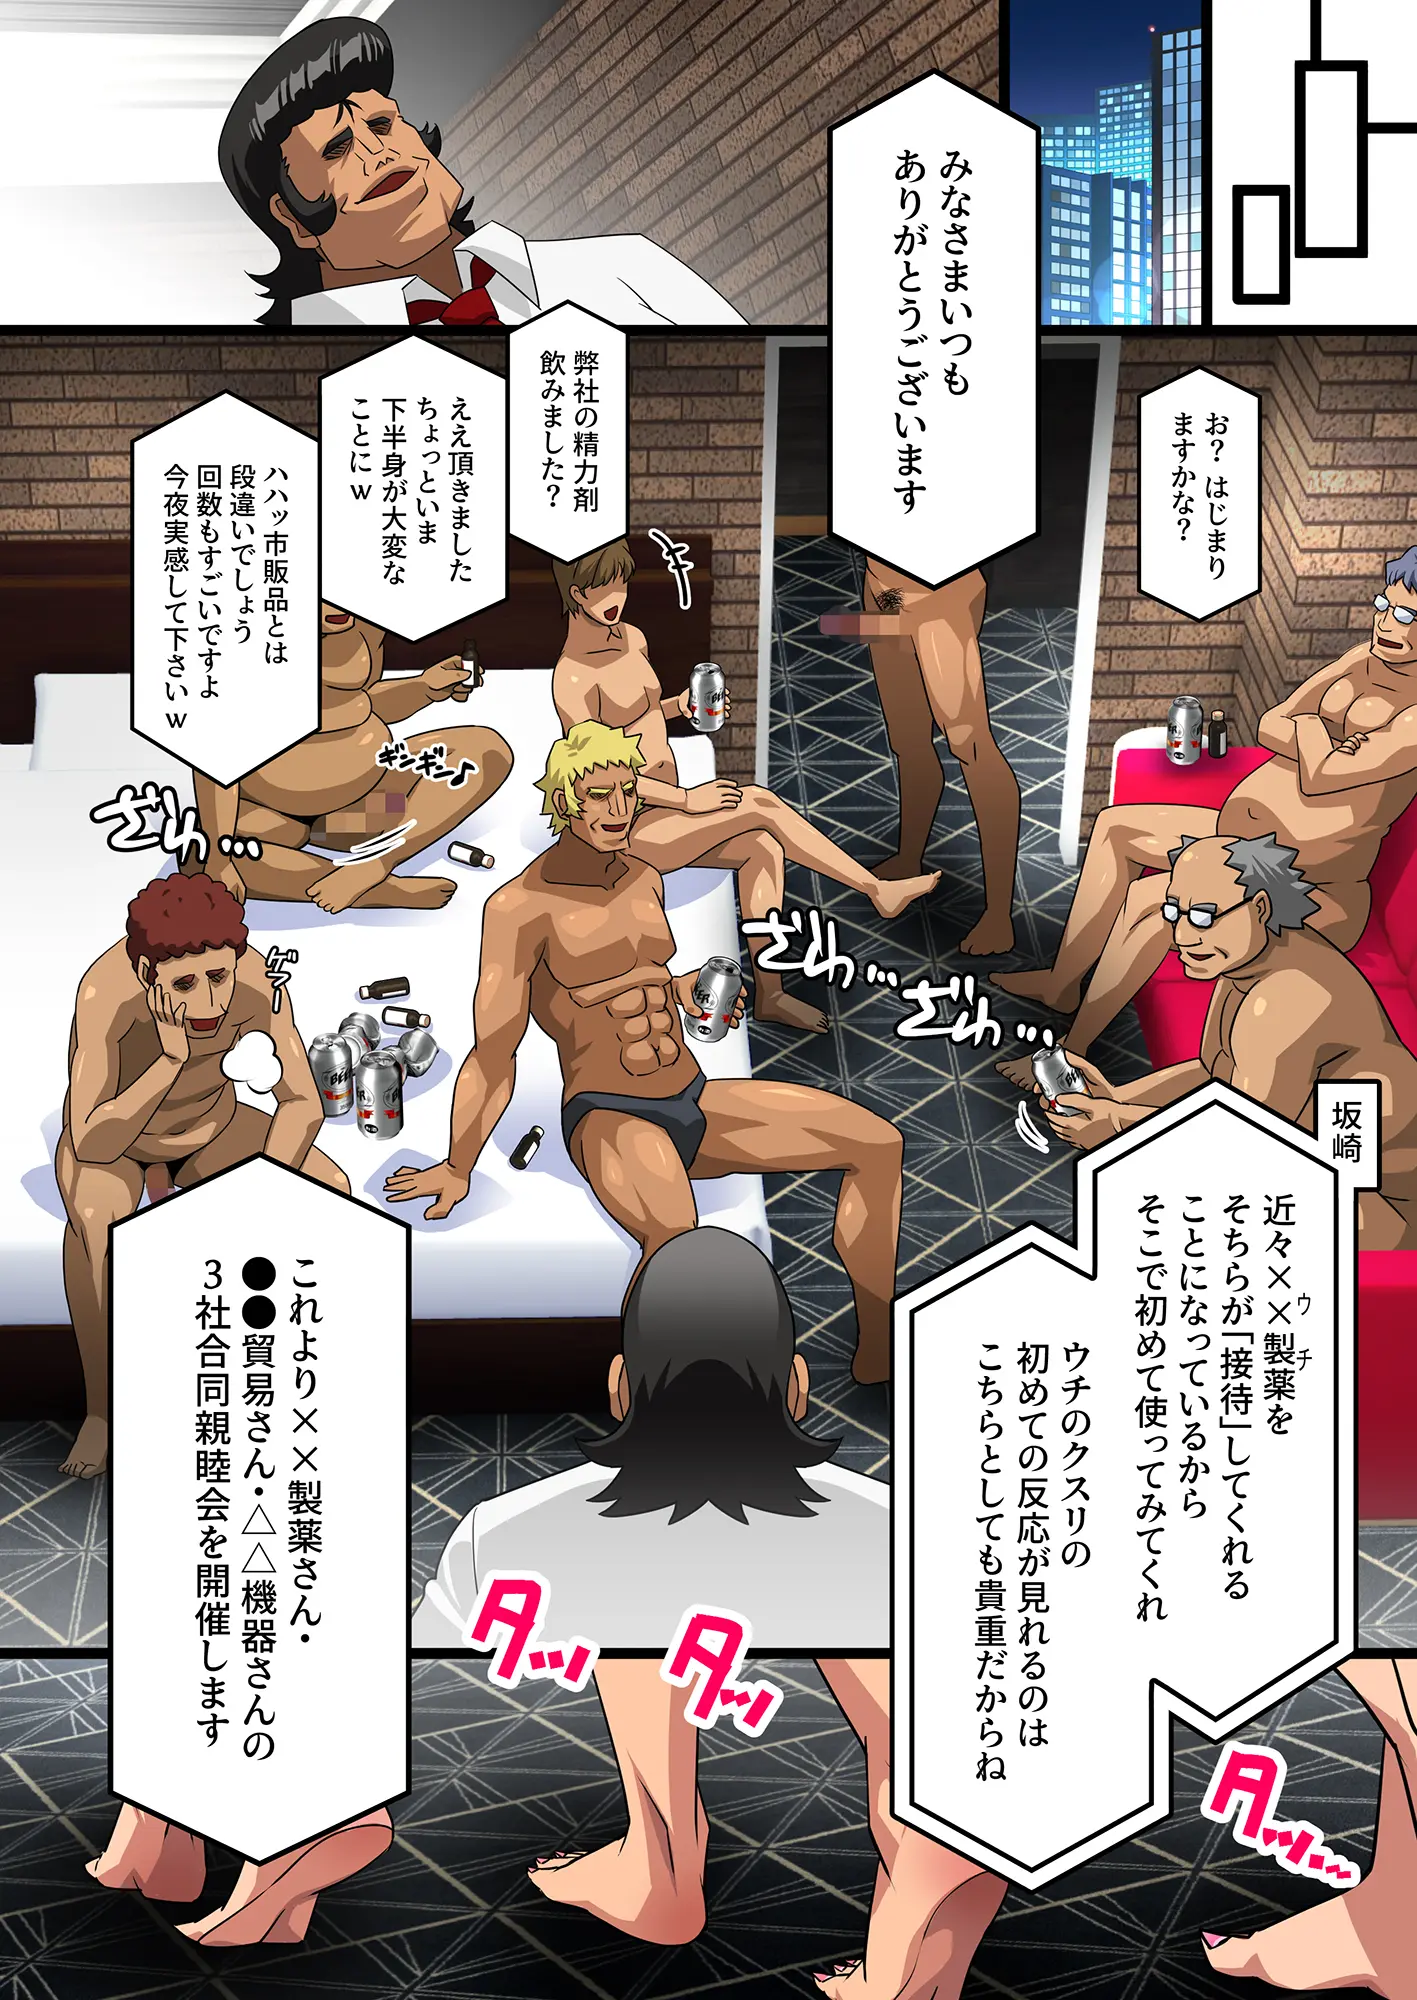 みなさまいつも
ありがとうございます
お？はじまり
ますかな？
弊社の精力剤
飲みました？
ええ頂きました
ちょっといま
下半身が大変な
ことにｗ
ハハッ市販品とは
段違いでしょう
回数もすごいですよ
今夜実感して下さいｗ
ギンギン♪
ざわ…
ざわ…
ざわ…
ゲフー
BEER
坂崎
近々××製薬を
ウチ
そちらが「接待」してくれる
ことになっているから
そこで初めて使ってみてくれ
ウチのクスリの
初めての反応が見れるのは
こちらとしても貴重だからね
これより××製薬さん・
●●貿易さん・△△機器さんの
３社合同親睦会を開催します
タッ
タッ
タッ…